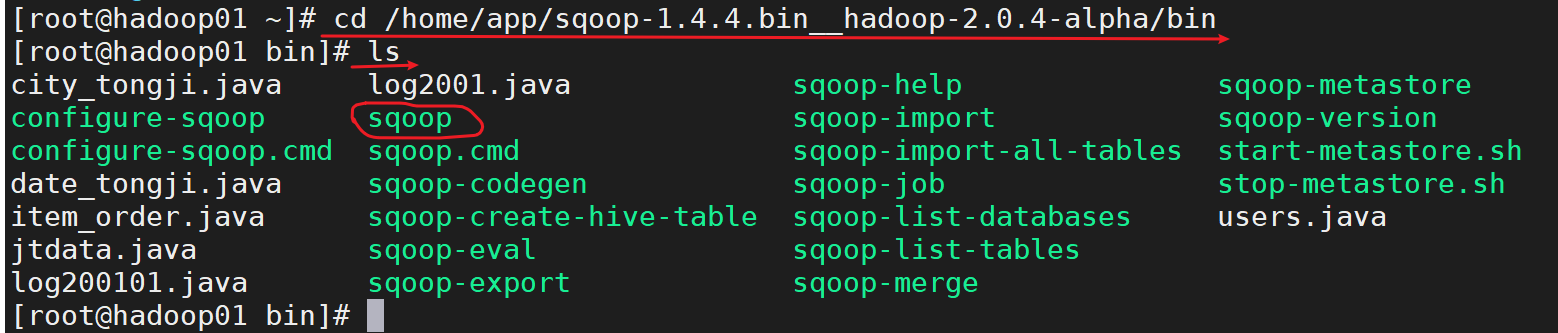 [root@hadoop01 ~]# cd /home/app/sqoop-1.4.4.bin__hadoop-2.0.4-alpha/bin
[root@hadoop01 bin]# ls
city_tongji.java log2001.java sqoop-help sqoop-metastore
configure-sqoop sqoop sqoop-import sqoop-version
configure-sqoop.cmd sqoop.cmd sqoop-import-all-tables start-metastore.sh
date_tongji.java sqoop-codegen sqoop-job stop-metastore.sh
item_order.java sqoop-create-hive-table sqoop-list-databases users.java
jtdata.java sqoop-eval sqoop-list-tables
log200101.java sqoop-export sqoop-merge
[root@hadoop01 bin]#